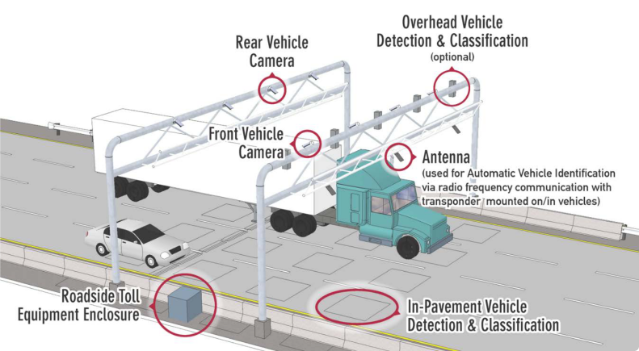 Overhead Vehicle
Detection & Classification
(optional)
Rear Vehicle
Camera
Front Vehicle
Camera
Antenna
(used for Automatic Vehicle Identification
via radio frequency communication with
transponder mounted on/in vehicles)
Roadside Toll
Equipment Enclosure
In-Pavement Vehicle
Detection & Classification